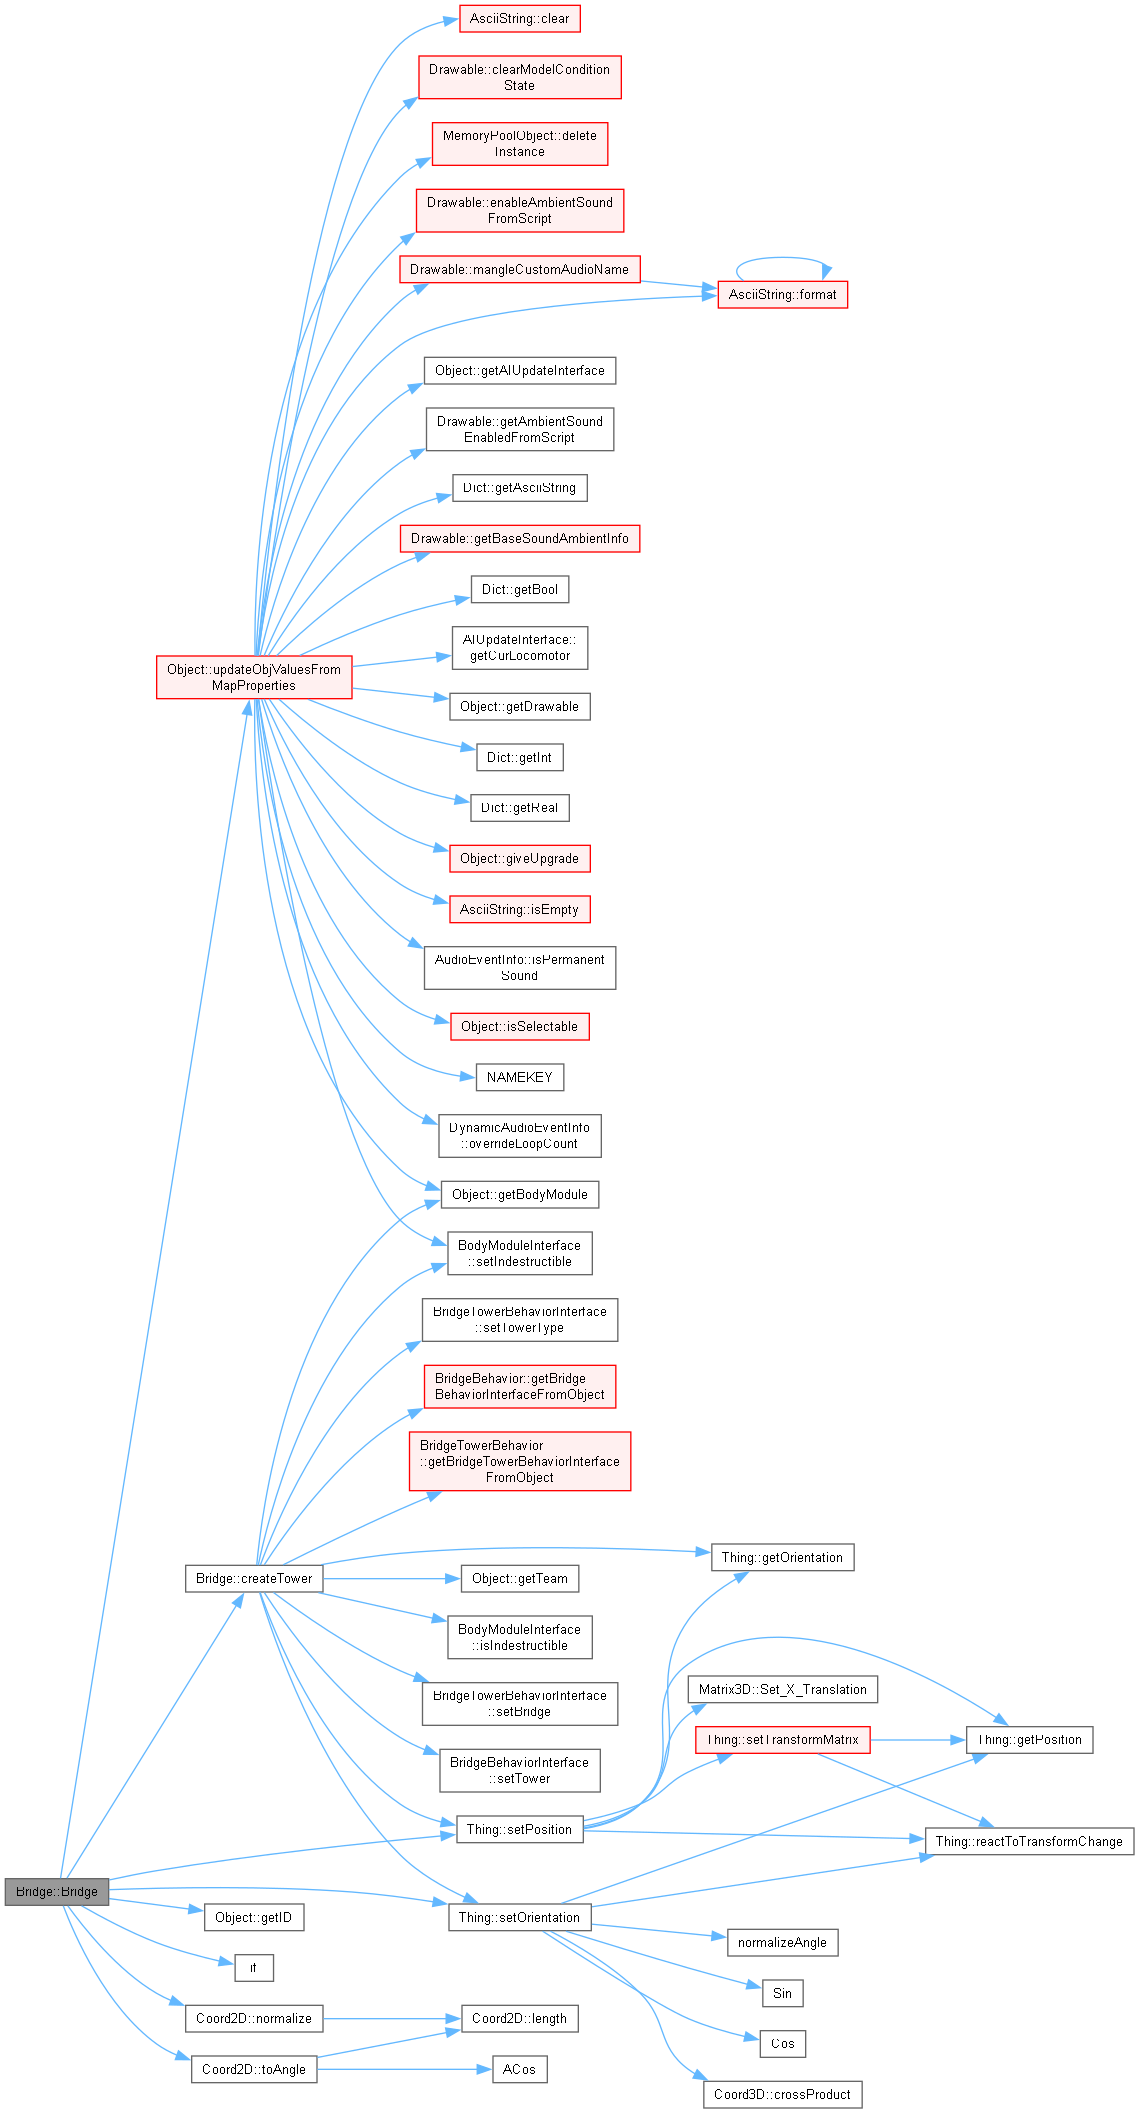 AsciiString::clear
Drawable::clearModelCondition
State
MemoryPoolObject::delete
Instance
Drawable::enableAmbientSound
FromScript
Drawable::mangleCustomAudioName
AsciiString::format
Object::getAIUpdateInterface
Drawable::getAmbientSound
EnabledFromScript
Dict::getAsciiString
Drawable::getBaseSoundAmbientInfo
Dict::getBool
AIUpdateInterface::
getCurLocomotor
Object::updateObjValuesFrom
MapProperties
Object::getDrawable
Dict::getInt
Dict::getReal
Object::giveUpgrade
AsciiString::isEmpty
AudioEventInfo::isPermanent
Sound
Object::isSelectable
NAMEKEY
DynamicAudioEventInfo
::overrideLoopCount
Object::getBodyModule
BodyModuleInterface
::setIndestructible
BridgeTowerBehaviorInterface
::setTowerType
BridgeBehavior::getBridge
BehaviorInterfaceFromObject
BridgeTowerBehavior
::getBridgeTowerBehaviorInterface
FromObject
Thing::getOrientation
Bridge::createTower
Object::getTeam
BodyModuleInterface
::isIndestructible
Matrix3D::Set_X_Translation
BridgeTowerBehaviorInterface
::setBridge
Thing::setTransformMatrix
Thing::getPosition
BridgeBehaviorInterface
::setTower
Thing::setPosition
Thing::reactToTransformChange
Bridge::Bridge
Object::getID
Thing::setOrientation
normalizeAngle
if
Sin
Coord2D::normalize
Coord2D::length
Cos
Coord2D::toAngle
ACos
Coord3D::crossProduct